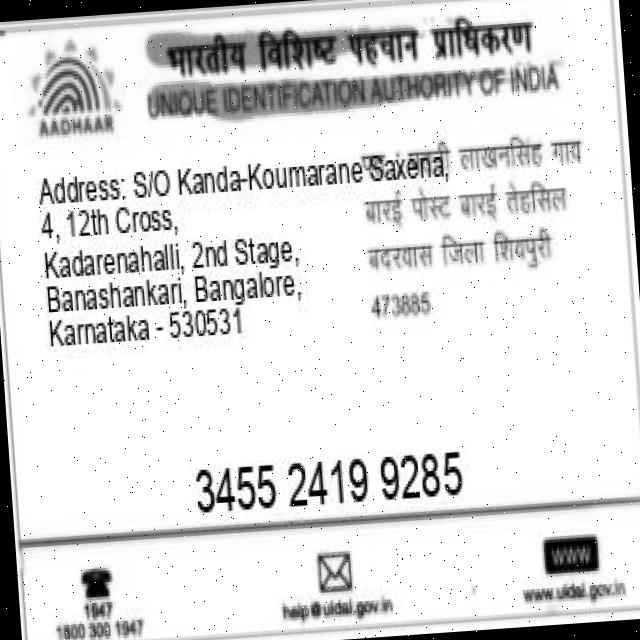 भारतीय विशिष्ट पहचान प्राधिकरण
UNIQUE IDENTIFICATION AUTHORITY OF INDIA
AADHAAR
Address: S/O Kanda-Koumarane Saxena,
4, 12th Cross,
Kadarenahalli, 2nd Stage,
Banashankari, Bangalore,
Karnataka - 530531
लाखनसिंह गाव
बारई पोस्ट बारई तेहसिल
बदरवास जिला शिवपुरी
473885
3455 2419 9285
1947
1800 300 1947
help@uidai.gov.in
www
www.uidai.gov.in